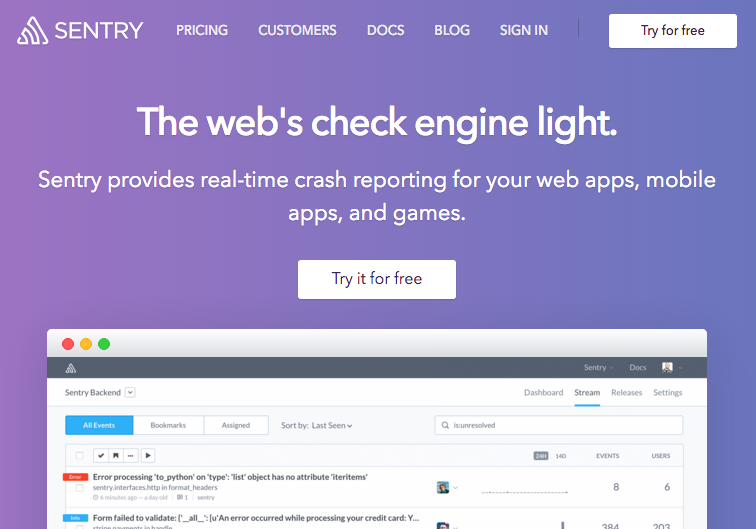 SENTRY PRICING CUSTOMERS DOCS BLOG SIGN IN Try for free
The web's check engine light.
Sentry provides real-time crash reporting for your web apps, mobile
apps, and games.
Try it for free
Sentry Docs
Sentry Backend Dashboard Stream Releases Settings
All Events Bookmarks Assigned Sort by: Last Seen is:unresolved
24H 14D EVENTS USERS
Error Error processing 'to_python' on 'type': 'list' object has no attribute 'iteritems'
sentry.interfaces.http in format_headers 8 6
6 minutes ago — a day old 1 sentry
Info Form failed to validate: {'__all__': [u'An error occurred while processing your credit card: Y...
stripe.payments in handle 384 203